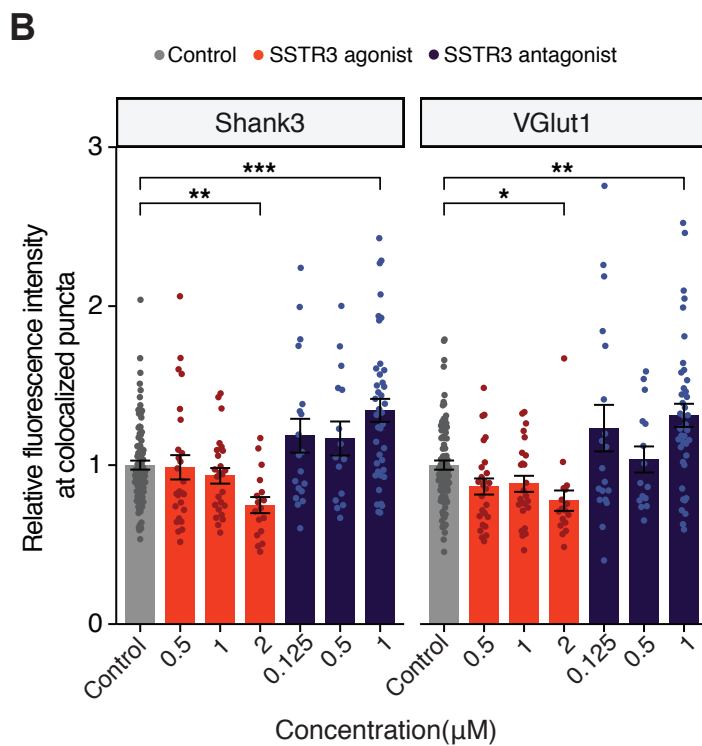 B
Control SSTR3 agonist SSTR3 antagonist
Shank3 VGlut1
3
*** **
** *
2
1
0
Relative fluorescence intensity
at colocalized puncta
Control 0.5 1 2 0.125 0.5 1 Control 0.5 1 2 0.125 0.5 1
Concentration(μM)